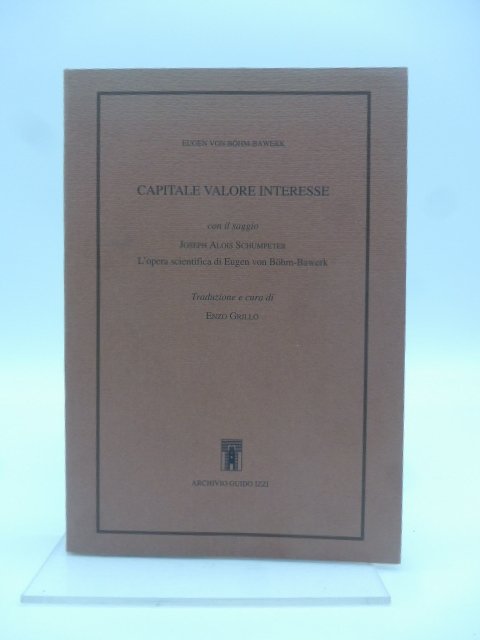 EUGEN VON BÖHM-BAWERK
CAPITALE VALORE INTERESSE
con il saggio
JOSEPH ALOIS SCHUMPETER
L'opera scientifica di Eugen von Böhm-Bawerk
Traduzione e cura di
ENZO GRILLO
ARCHIVIO GUIDO IZZI